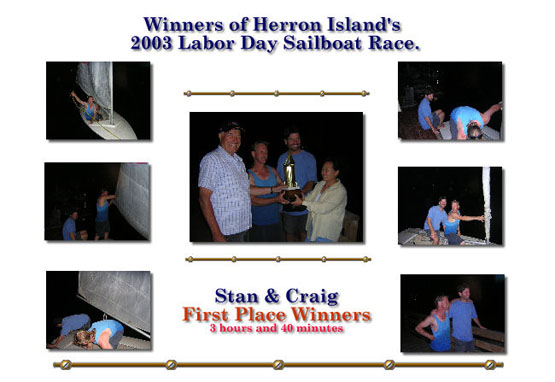 Winners of Herron Island's
2003 Labor Day Sailboat Race.
Stan & Craig
First Place Winners
3 hours and 40 minutes